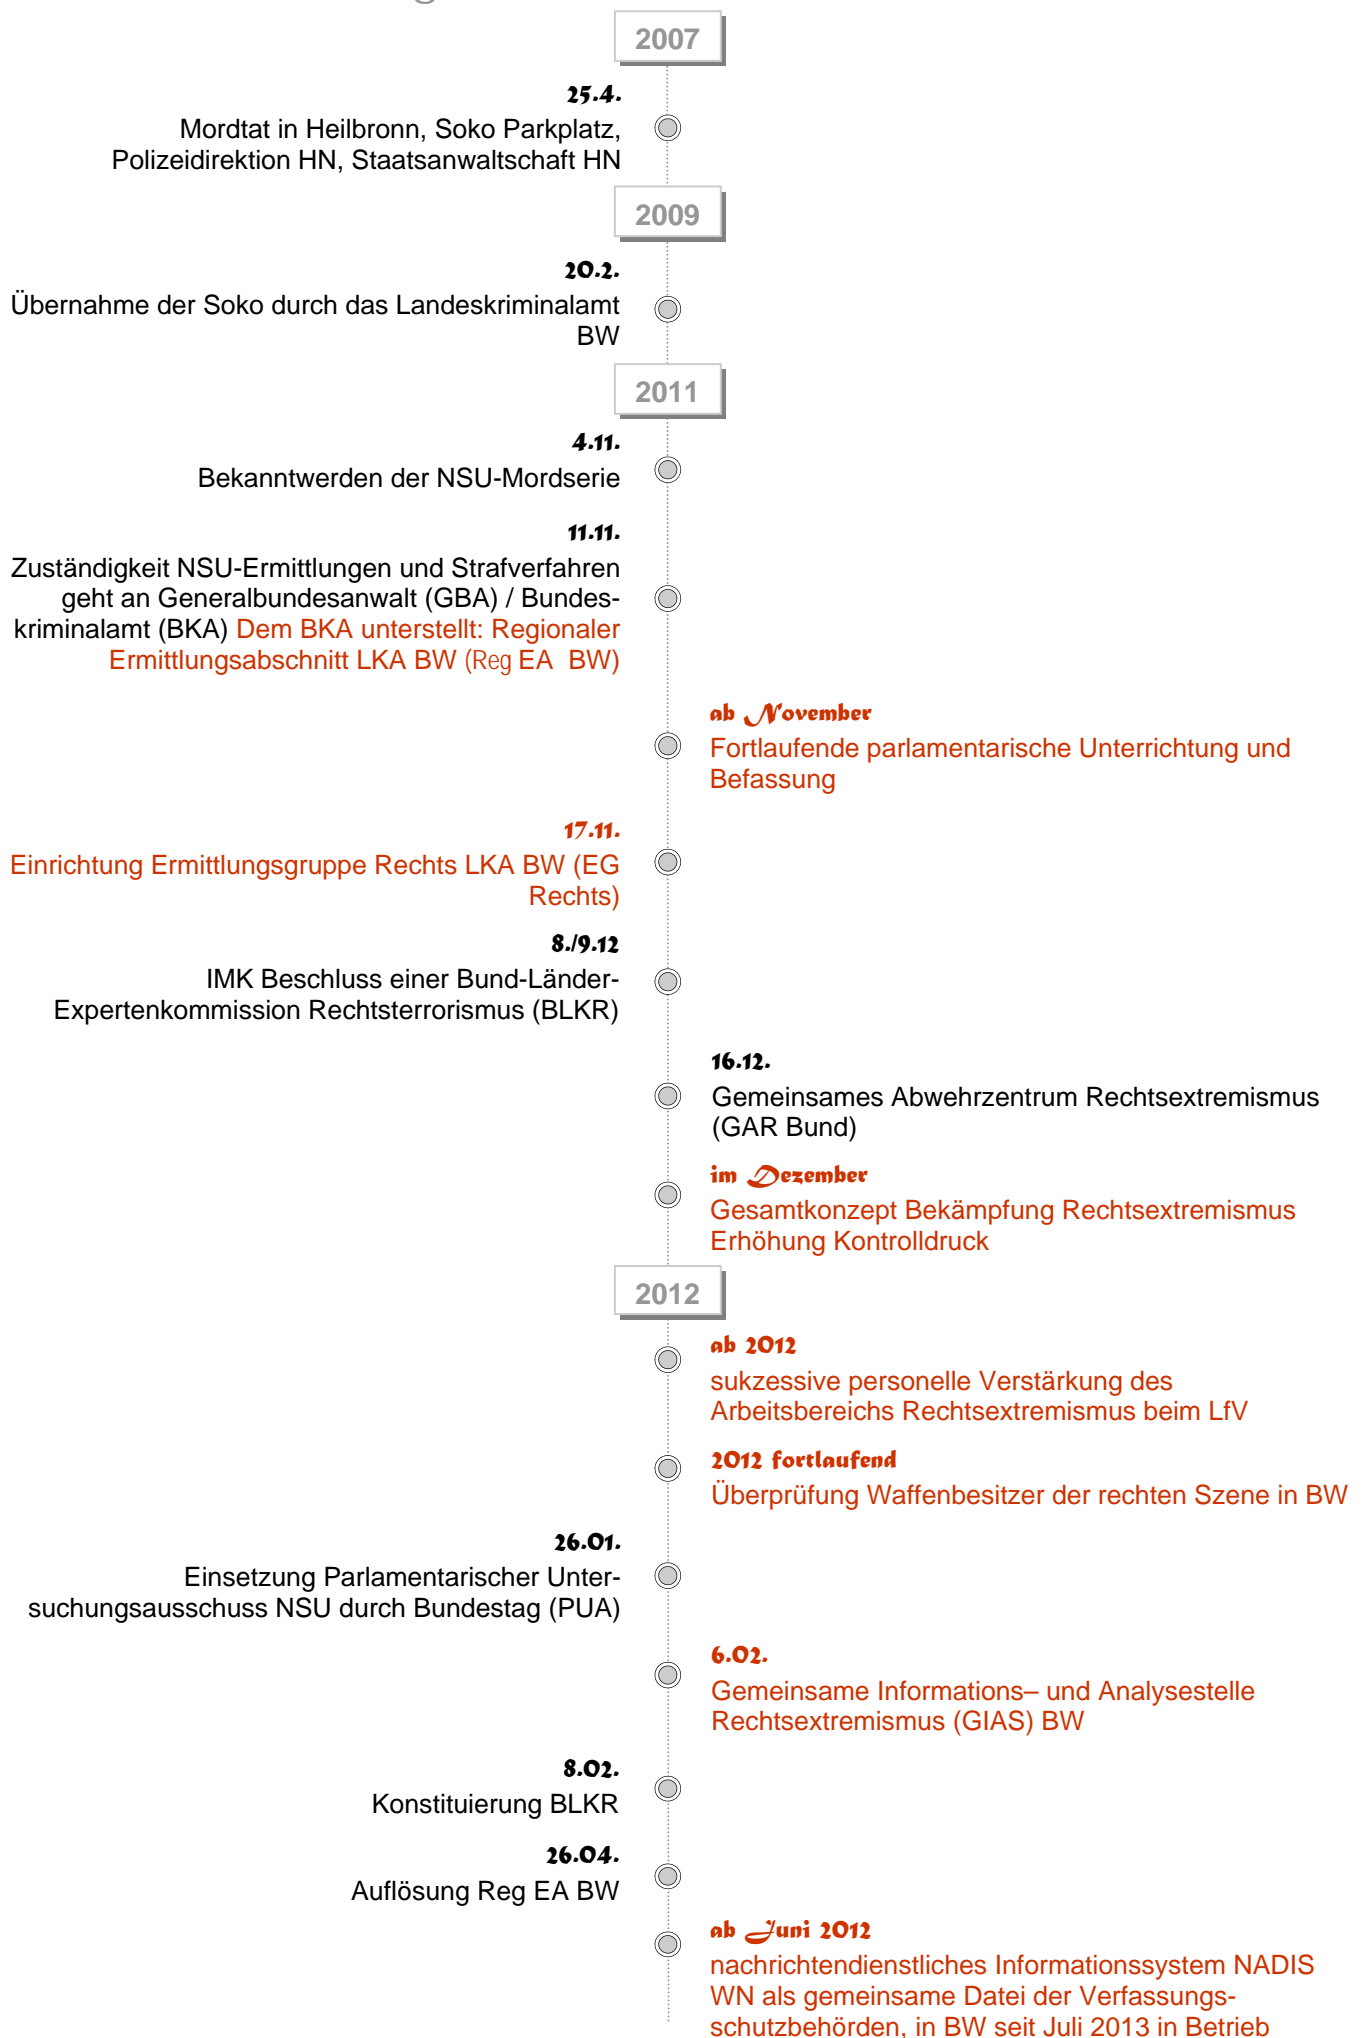 2007
25.4.
Mordtat in Heilbronn, Soko Parkplatz,
Polizeidirektion HN, Staatsanwaltschaft HN
2009
20.2.
Übernahme der Soko durch das Landeskriminalamt
BW
2011
4.11.
Bekanntwerden der NSU-Mordserie
11.11.
Zuständigkeit NSU-Ermittlungen und Strafverfahren
geht an Generalbundesanwalt (GBA) / Bundes-
kriminalamt (BKA) Dem BKA unterstellt: Regionaler
Ermittlungsabschnitt LKA BW (Reg EA BW)
ab November
Fortlaufende parlamentarische Unterrichtung und
Befassung
17.11.
Einrichtung Ermittlungsgruppe Rechts LKA BW (EG
Rechts)
8./9.12
IMK Beschluss einer Bund-Länder-
Expertenkommission Rechtsterrorismus (BLKR)
16.12.
Gemeinsames Abwehrzentrum Rechtsextremismus
(GAR Bund)
im Dezember
Gesamtkonzept Bekämpfung Rechtsextremismus
Erhöhung Kontrolldruck
2012
ab 2012
sukzessive personelle Verstärkung des
Arbeitsbereichs Rechtsextremismus beim LfV
2012 fortlaufend
Überprüfung Waffenbesitzer der rechten Szene in BW
26.01.
Einsetzung Parlamentarischer Unter-
suchungsausschuss NSU durch Bundestag (PUA)
6.02.
Gemeinsame Informations– und Analysestelle
Rechtsextremismus (GIAS) BW
8.02.
Konstituierung BLKR
26.04.
Auflösung Reg EA BW
ab Juni 2012
nachrichtendienstliches Informationssystem NADIS
WN als gemeinsame Datei der Verfassungs-
schutzbehörden, in BW seit Juli 2013 in Betrieb